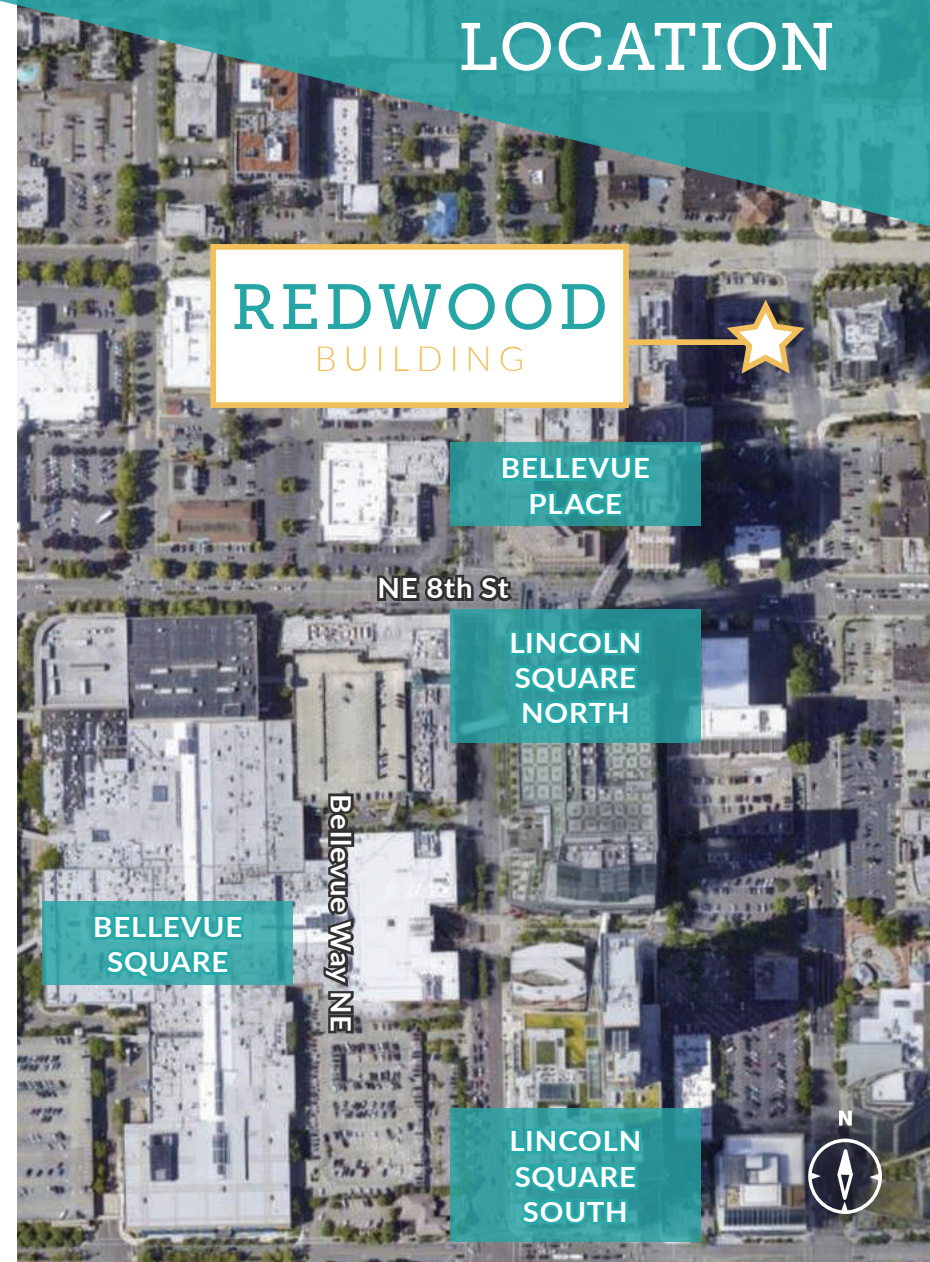 LOCATION
REDWOOD
BUILDING
BELLEVUE
PLACE
NE 8th St
LINCOLN
SQUARE
NORTH
Bellevue Way NE
BELLEVUE
SQUARE
LINCOLN
SQUARE
SOUTH
N